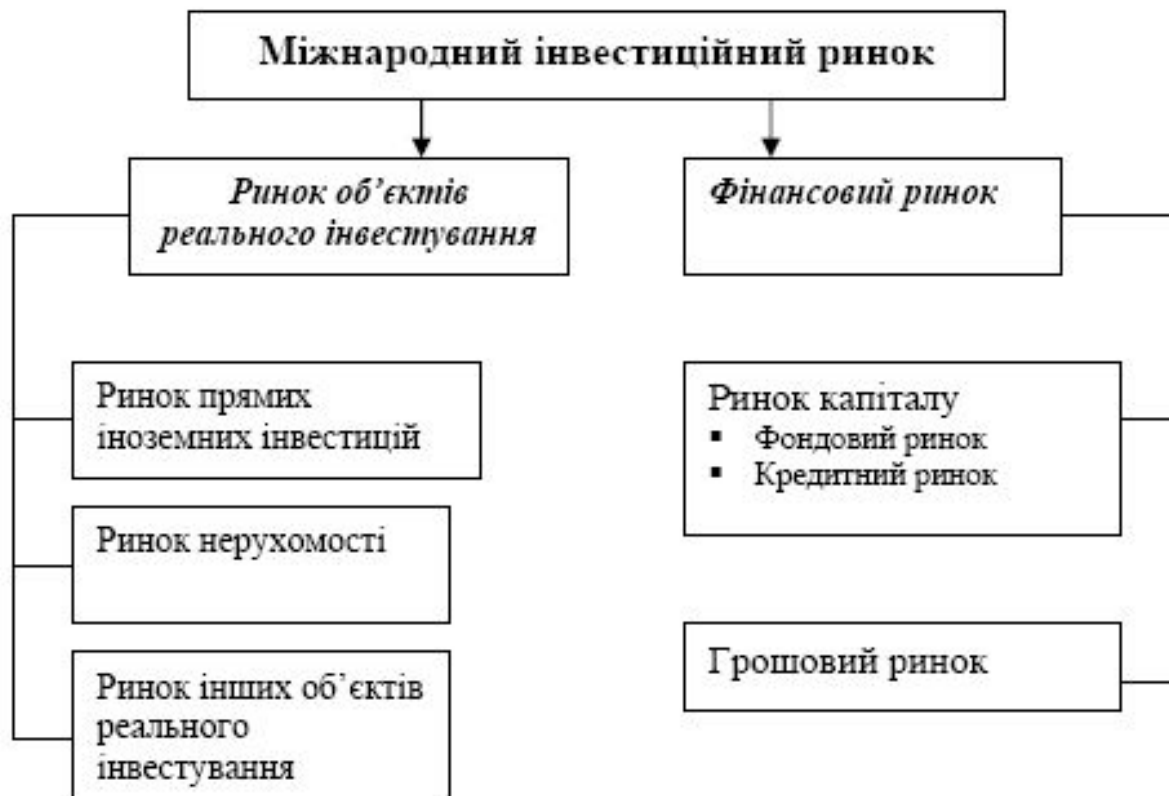 Міжнародний інвестиційний ринок
Ринок об’єктів
реального інвестування
Фінансовий ринок
Ринок прямих
іноземних інвестицій
Ринок нерухомості
Ринок інших об’єктів
реального
інвестування
Ринок капіталу
▪ Фондовий ринок
▪ Кредитний ринок
Грошовий ринок